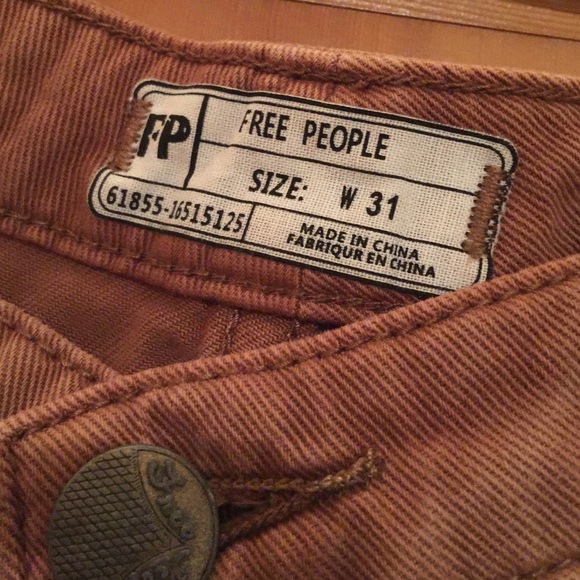 FP
FREE PEOPLE
SIZE: W 31
61855-16515125
MADE IN CHINA
FABRIQUR EN CHINA